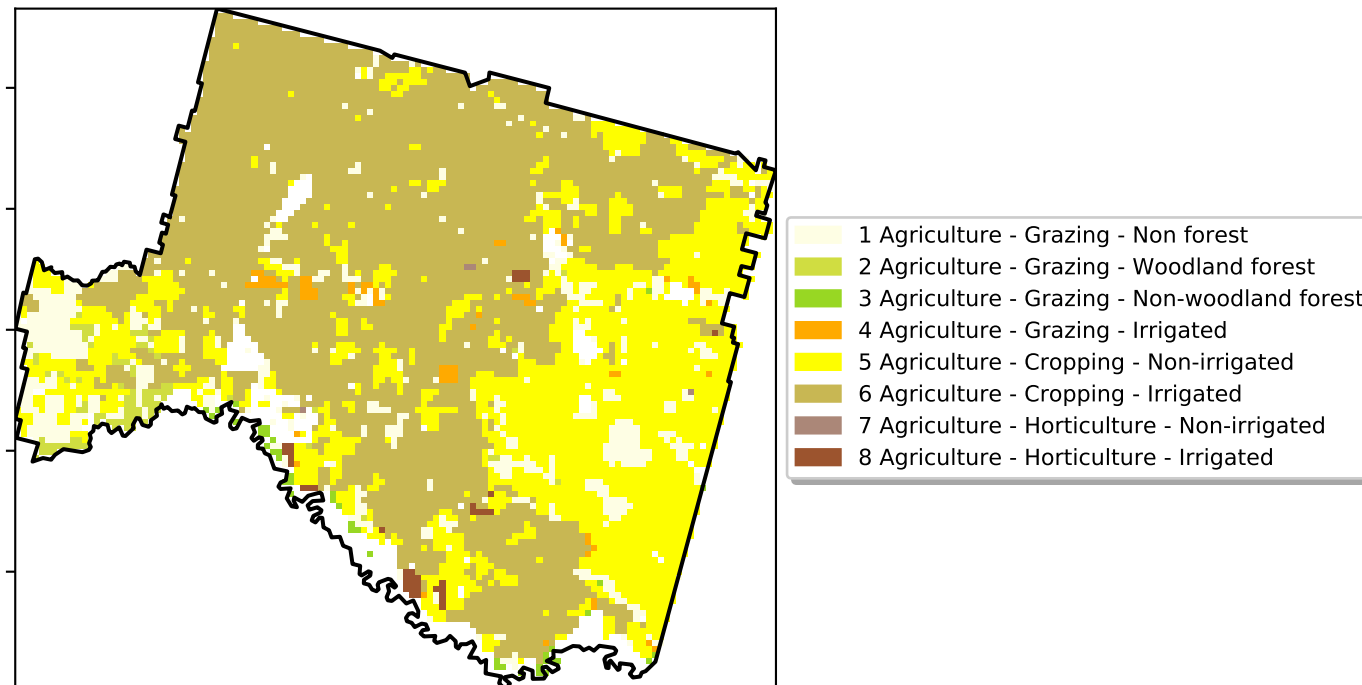 1 Agriculture - Grazing - Non forest
2 Agriculture - Grazing - Woodland forest
3 Agriculture - Grazing - Non-woodland forest
4 Agriculture - Grazing - Irrigated
5 Agriculture - Cropping - Non-irrigated
6 Agriculture - Cropping - Irrigated
7 Agriculture - Horticulture - Non-irrigated
8 Agriculture - Horticulture - Irrigated